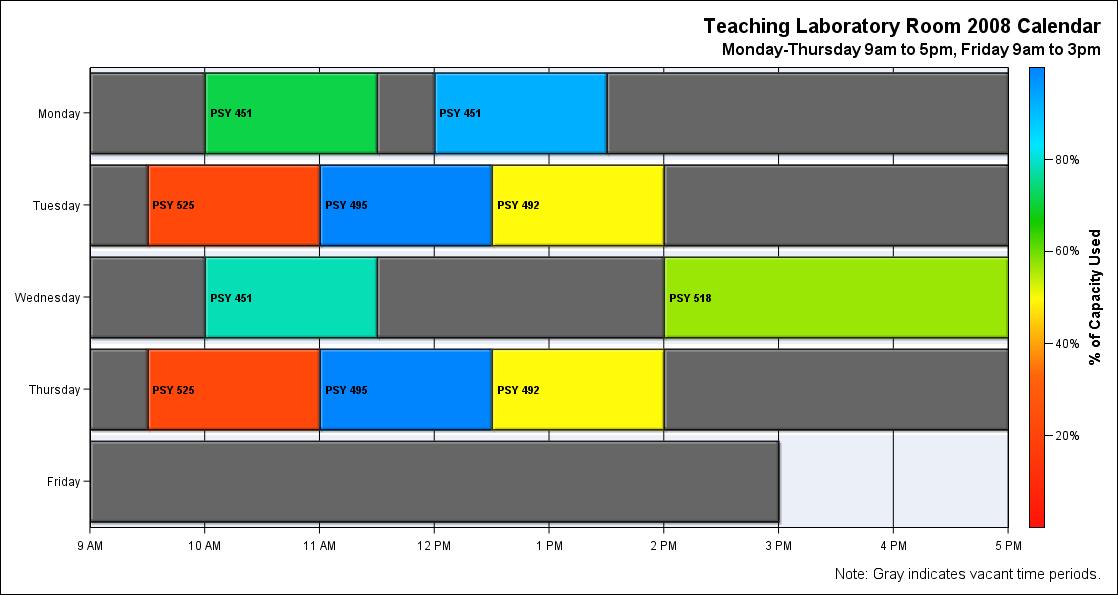 Teaching Laboratory Room 2008 Calendar
Monday-Thursday 9am to 5pm, Friday 9am to 3pm
Monday
PSY 451
PSY 451
Tuesday
PSY 525
PSY 495
PSY 492
Wednesday
PSY 451
PSY 518
Thursday
PSY 525
PSY 495
PSY 492
Friday
9 AM
10 AM
11 AM
12 PM
1 PM
2 PM
3 PM
4 PM
5 PM
80%
60%
40%
20%
% of Capacity Used
Note: Gray indicates vacant time periods.